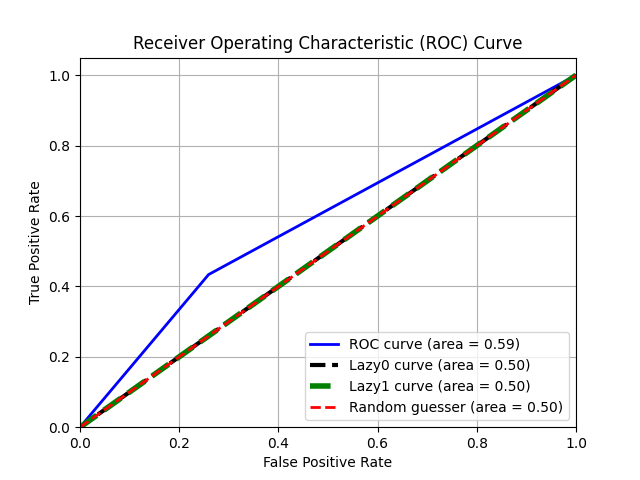 Receiver Operating Characteristic (ROC) Curve
True Positive Rate
1.0
0.8
0.6
0.4
0.2
0.0
ROC curve (area = 0.59)
Lazy0 curve (area = 0.50)
Lazy1 curve (area = 0.50)
Random guesser (area = 0.50)
0.0 0.2 0.4 0.6 0.8 1.0
False Positive Rate